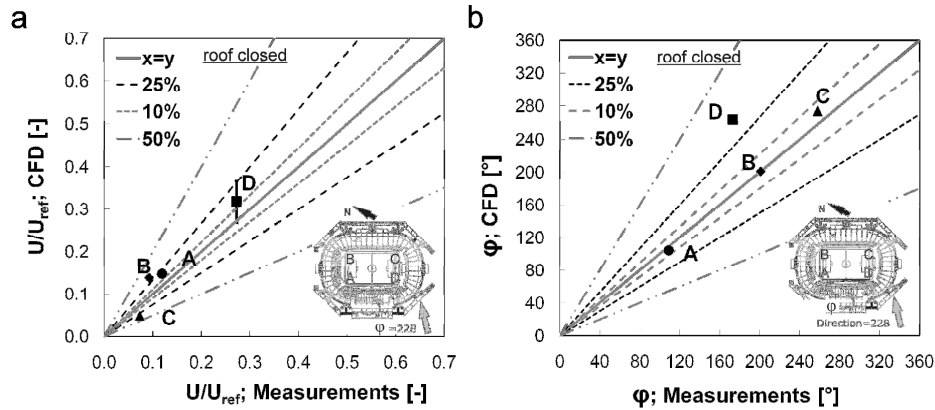 a
b
0.7
0.6
0.5
0.4
0.3
0.2
0.1
0.0
U/Uref; CFD [-]
x=y
25%
10%
50%
roof closed
D
B
A
C
N
B
C
A
D
φ=228
0.0 0.1 0.2 0.3 0.4 0.5 0.6 0.7
U/Uref; Measurements [-]
360
320
280
240
200
160
120
80
40
0
φ; CFD [°]
x=y
25%
10%
50%
roof closed
C
D
B
A
N
B
C
A
D
φ
Direction=228
0 40 80 120 160 200 240 280 320 360
φ; Measurements [°]